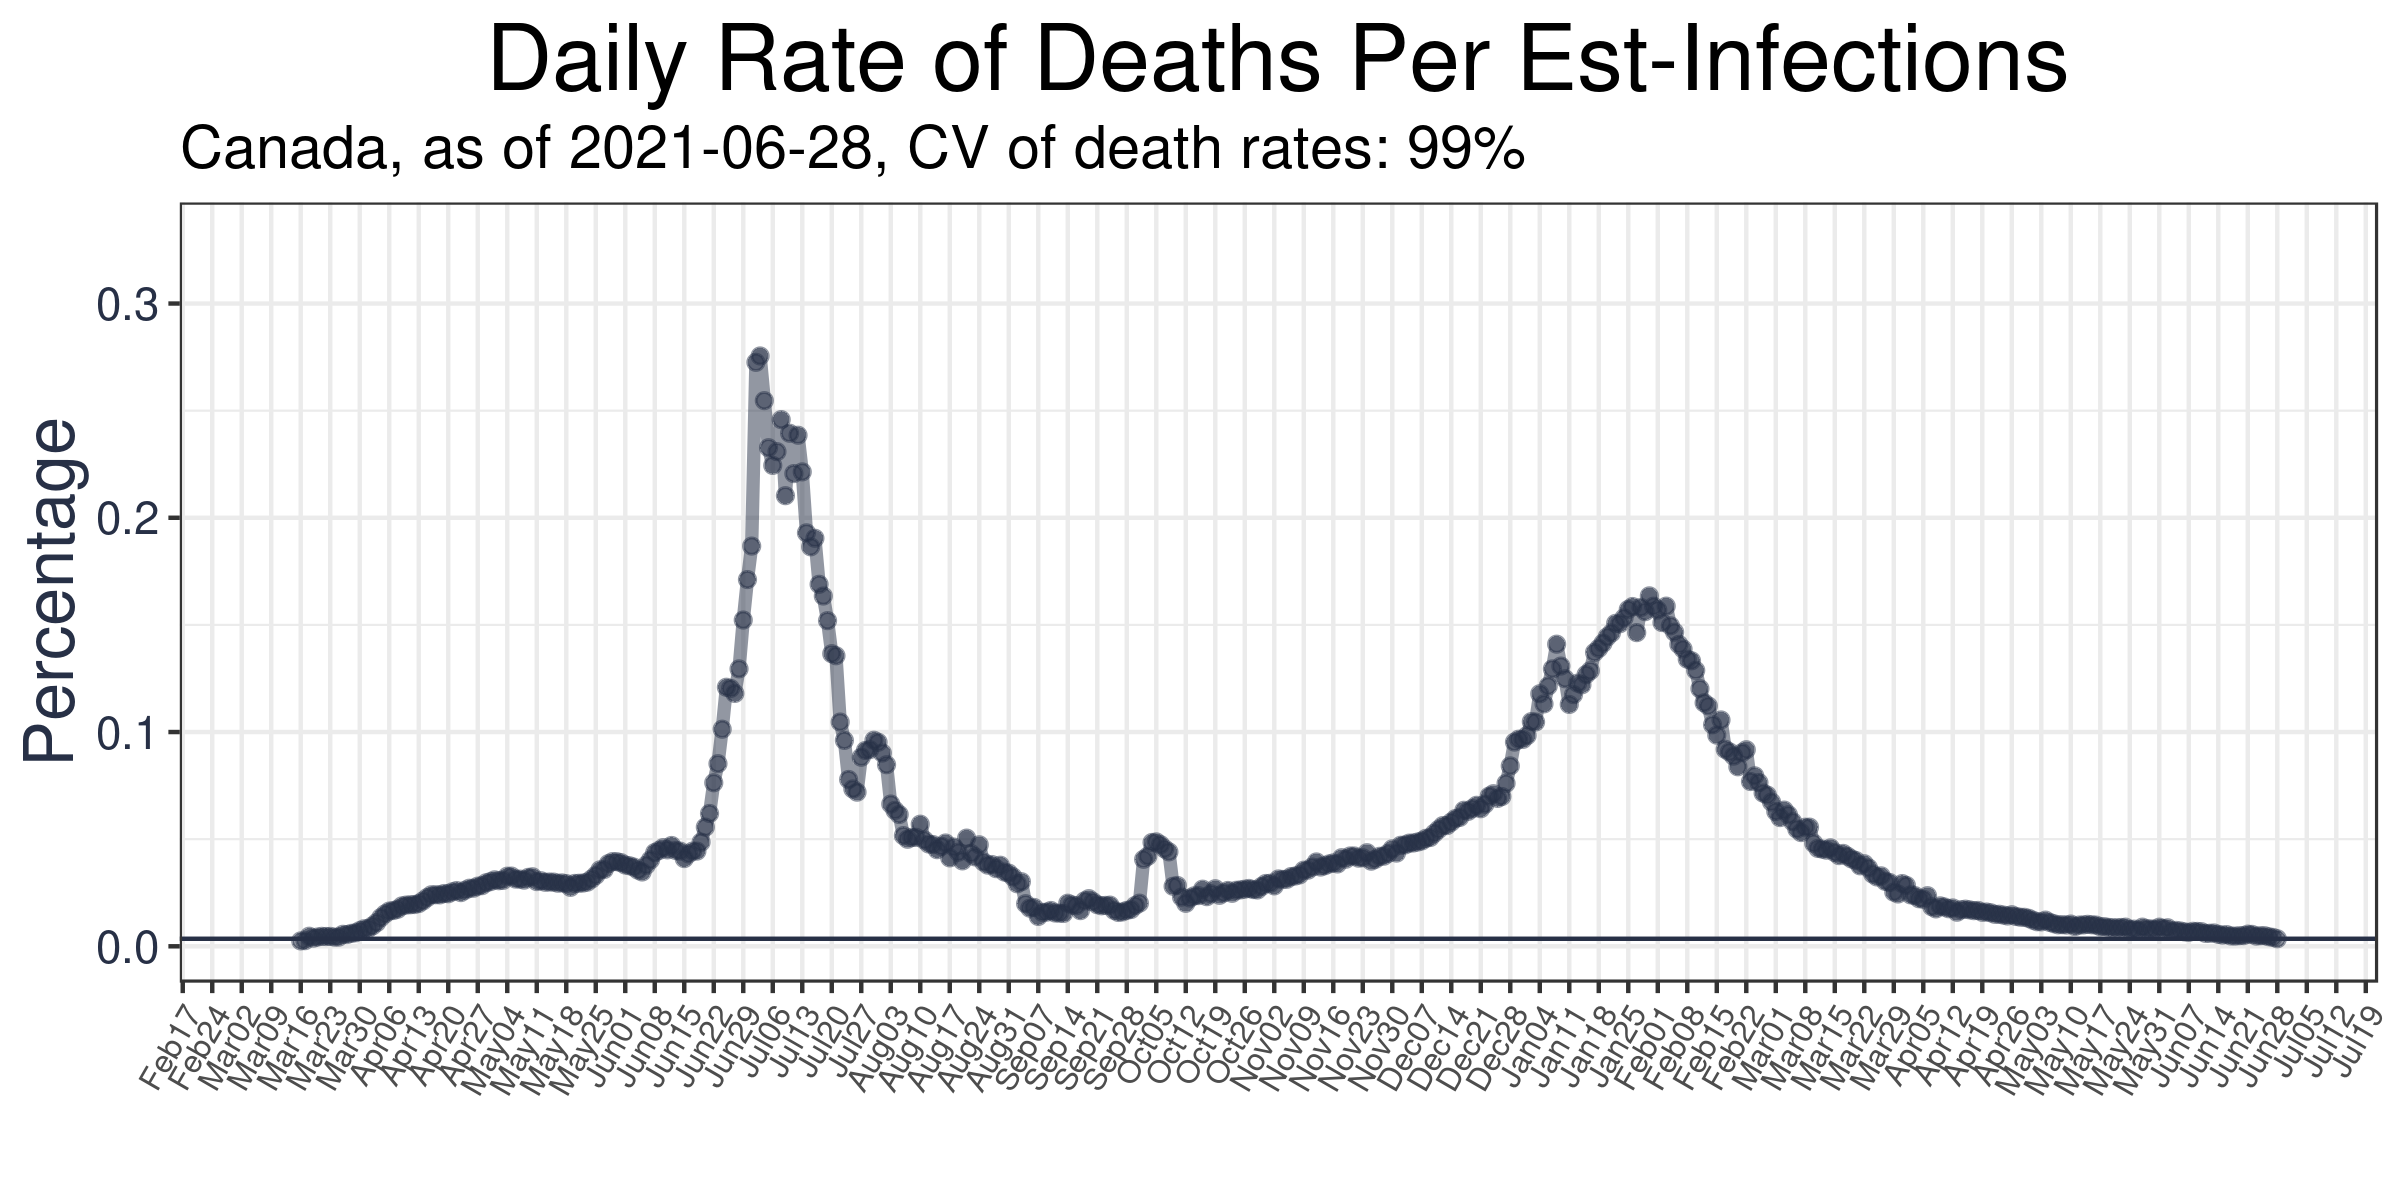 Daily Rate of Deaths Per Est-Infections
Canada, as of 2021-06-28, CV of death rates: 99%
Percentage
0.3
0.2
0.1
0.0
Feb17
Feb24
Mar02
Mar09
Mar16
Mar23
Mar30
Apr06
Apr13
Apr20
Apr27
May04
May11
May18
May25
Jun01
Jun08
Jun15
Jun22
Jun29
Jul06
Jul13
Jul20
Jul27
Aug03
Aug10
Aug17
Aug24
Aug31
Sep07
Sep14
Sep21
Sep28
Oct05
Oct12
Oct19
Oct26
Nov02
Nov09
Nov16
Nov23
Nov30
Dec07
Dec14
Dec21
Dec28
Jan04
Jan11
Jan18
Jan25
Feb01
Feb08
Feb15
Feb22
Mar01
Mar08
Mar15
Mar22
Mar29
Apr05
Apr12
Apr19
Apr26
May03
May10
May17
May24
May31
Jun07
Jun14
Jun21
Jun28
Jul05
Jul12
Jul19